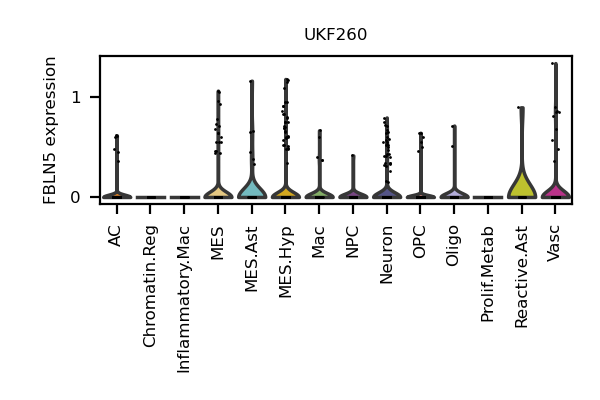 UKF260
FBLN5 expression
1
0
AC
Chromatin.Reg
Inflammatory.Mac
MES
MES.Ast
MES.Hyp
Mac
NPC
Neuron
OPC
Oligo
Prolif.Metab
Reactive.Ast
Vasc